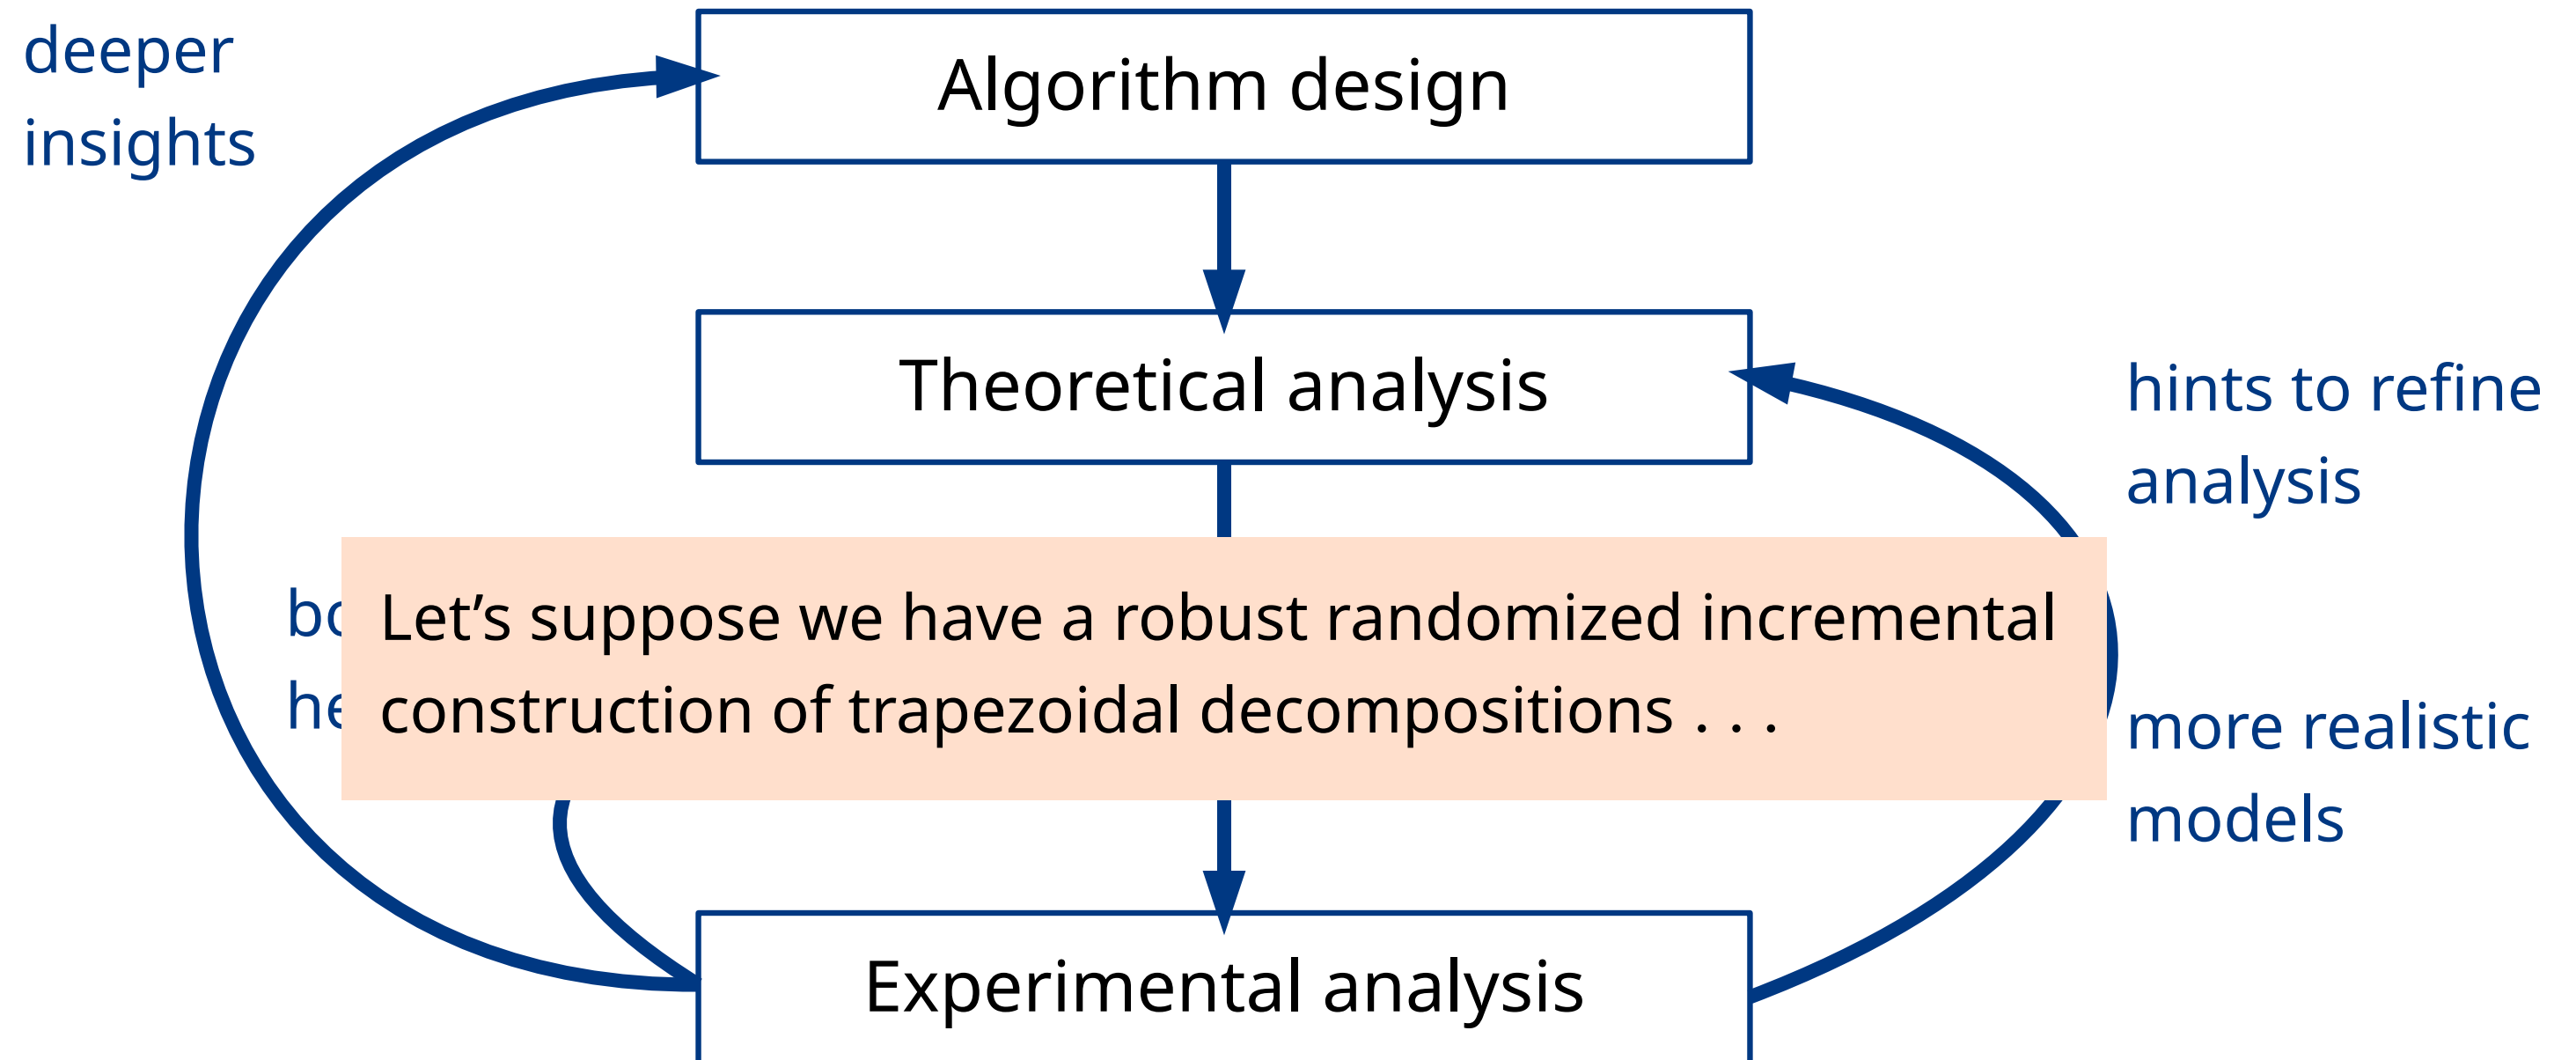 deeper
insights
Algorithm design
Theoretical analysis
hints to refine
analysis
Let’s suppose we have a robust randomized incremental
construction of trapezoidal decompositions . . .
more realistic
models
Experimental analysis